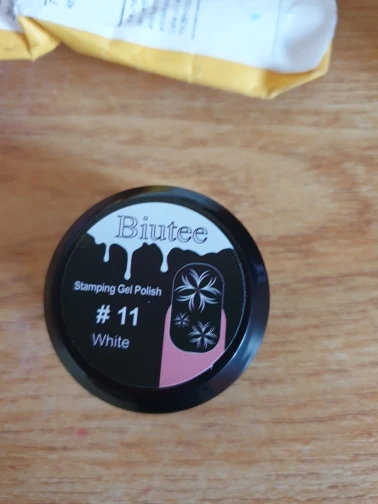 Biutee
Stamping Gel Polish
# 11
White